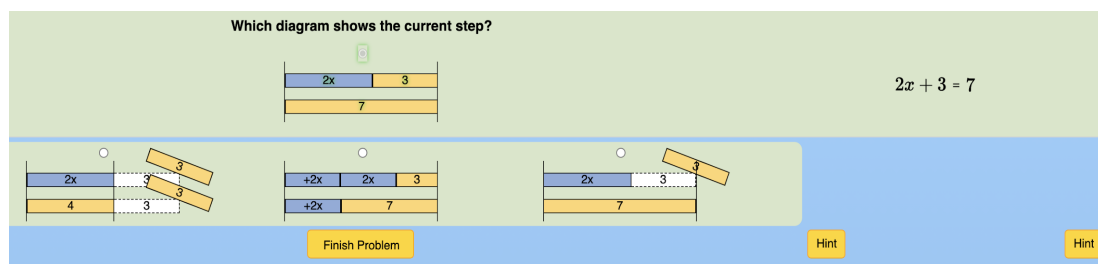 Which diagram shows the current step?
2x 3
7
2x + 3 = 7
2x 3 3
4 3 3
+2x 2x 3
+2x 7
2x 3 3
7
Finish Problem
Hint
Hint